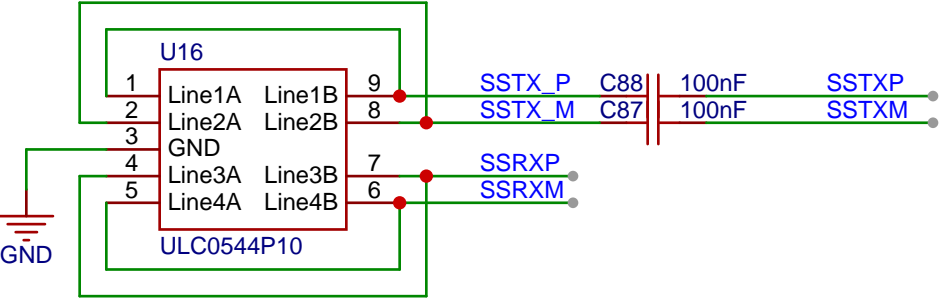 U16
1 Line1A Line1B 9 SSTX_P C88 100nF SSTXP
2 Line2A Line2B 8 SSTX_M C87 100nF SSTXM
3 GND
4 Line3A Line3B 7 SSRXP
5 Line4A Line4B 6 SSRXM
ULC0544P10
GND